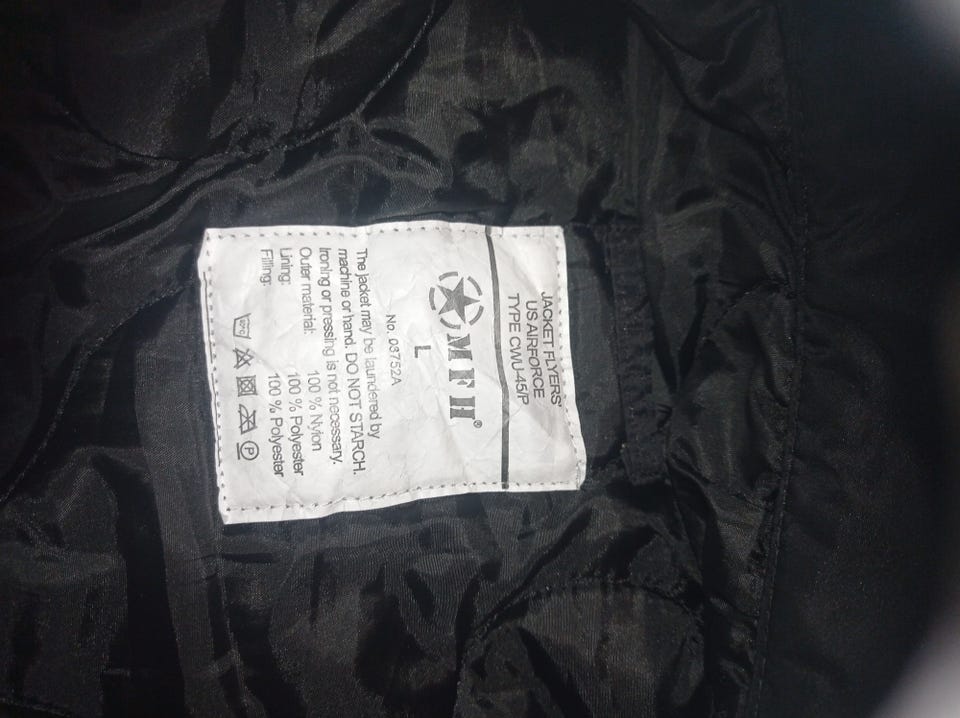 JACKET FLYERS'
US AIRFORCE
TYPE CWU-45/P
MFH®
L
No. 03752A
The jacket may be laundered by
machine or hand. DO NOT STARCH.
Ironing or pressing is not necessary.
Outer material: 100 % Nylon
Lining: 100 % Polyester
Filling: 100 % Polyester
P